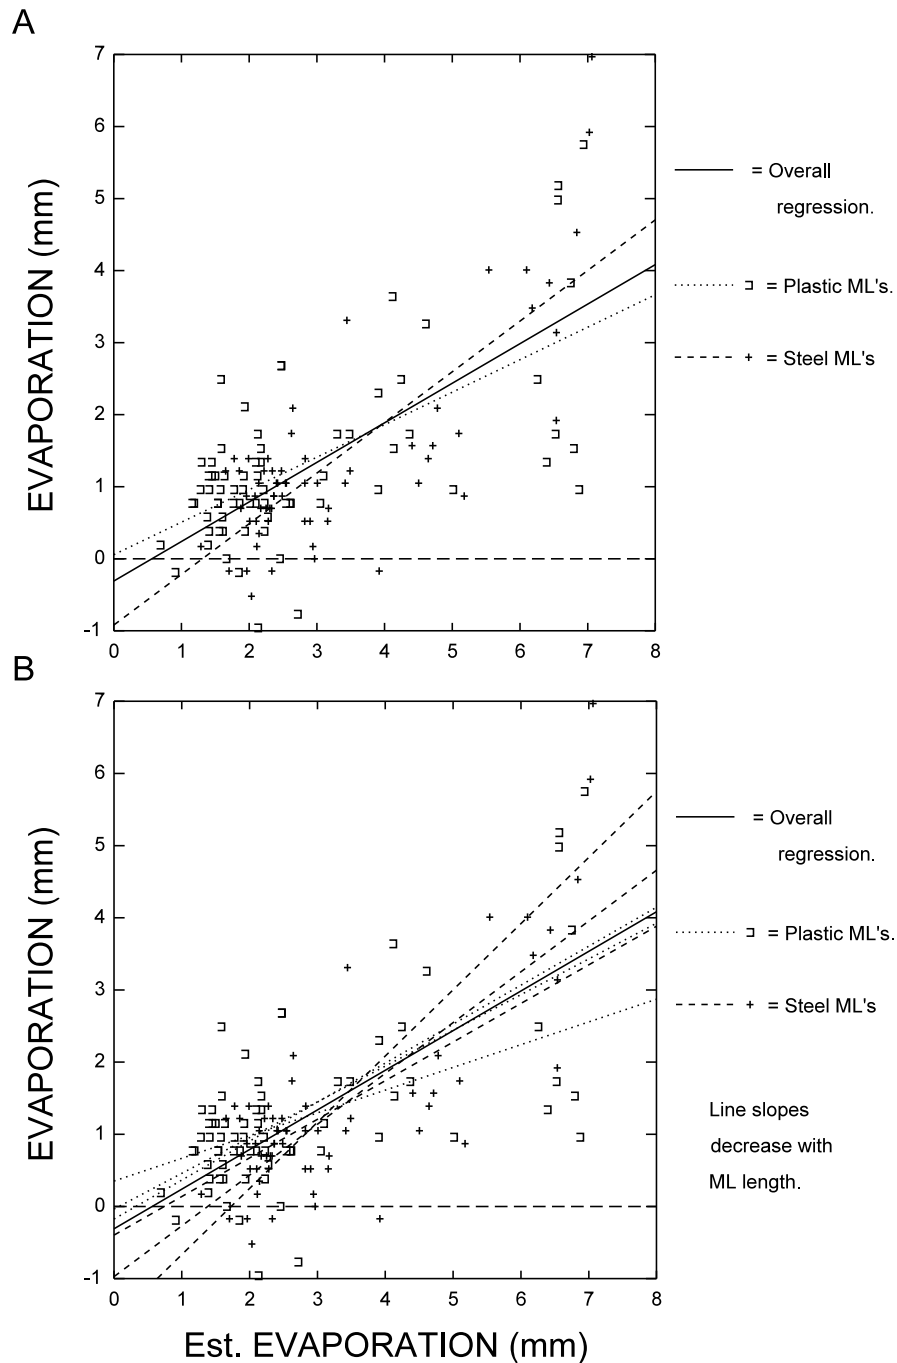 A
EVAPORATION (mm)
7
6
5
4
3
2
1
0
-1
0 1 2 3 4 5 6 7 8
= Overall
regression.
= Plastic ML's.
= Steel ML's
B
EVAPORATION (mm)
7
6
5
4
3
2
1
0
-1
0 1 2 3 4 5 6 7 8
Est. EVAPORATION (mm)
= Overall
regression.
= Plastic ML's.
= Steel ML's
Line slopes
decrease with
ML length.